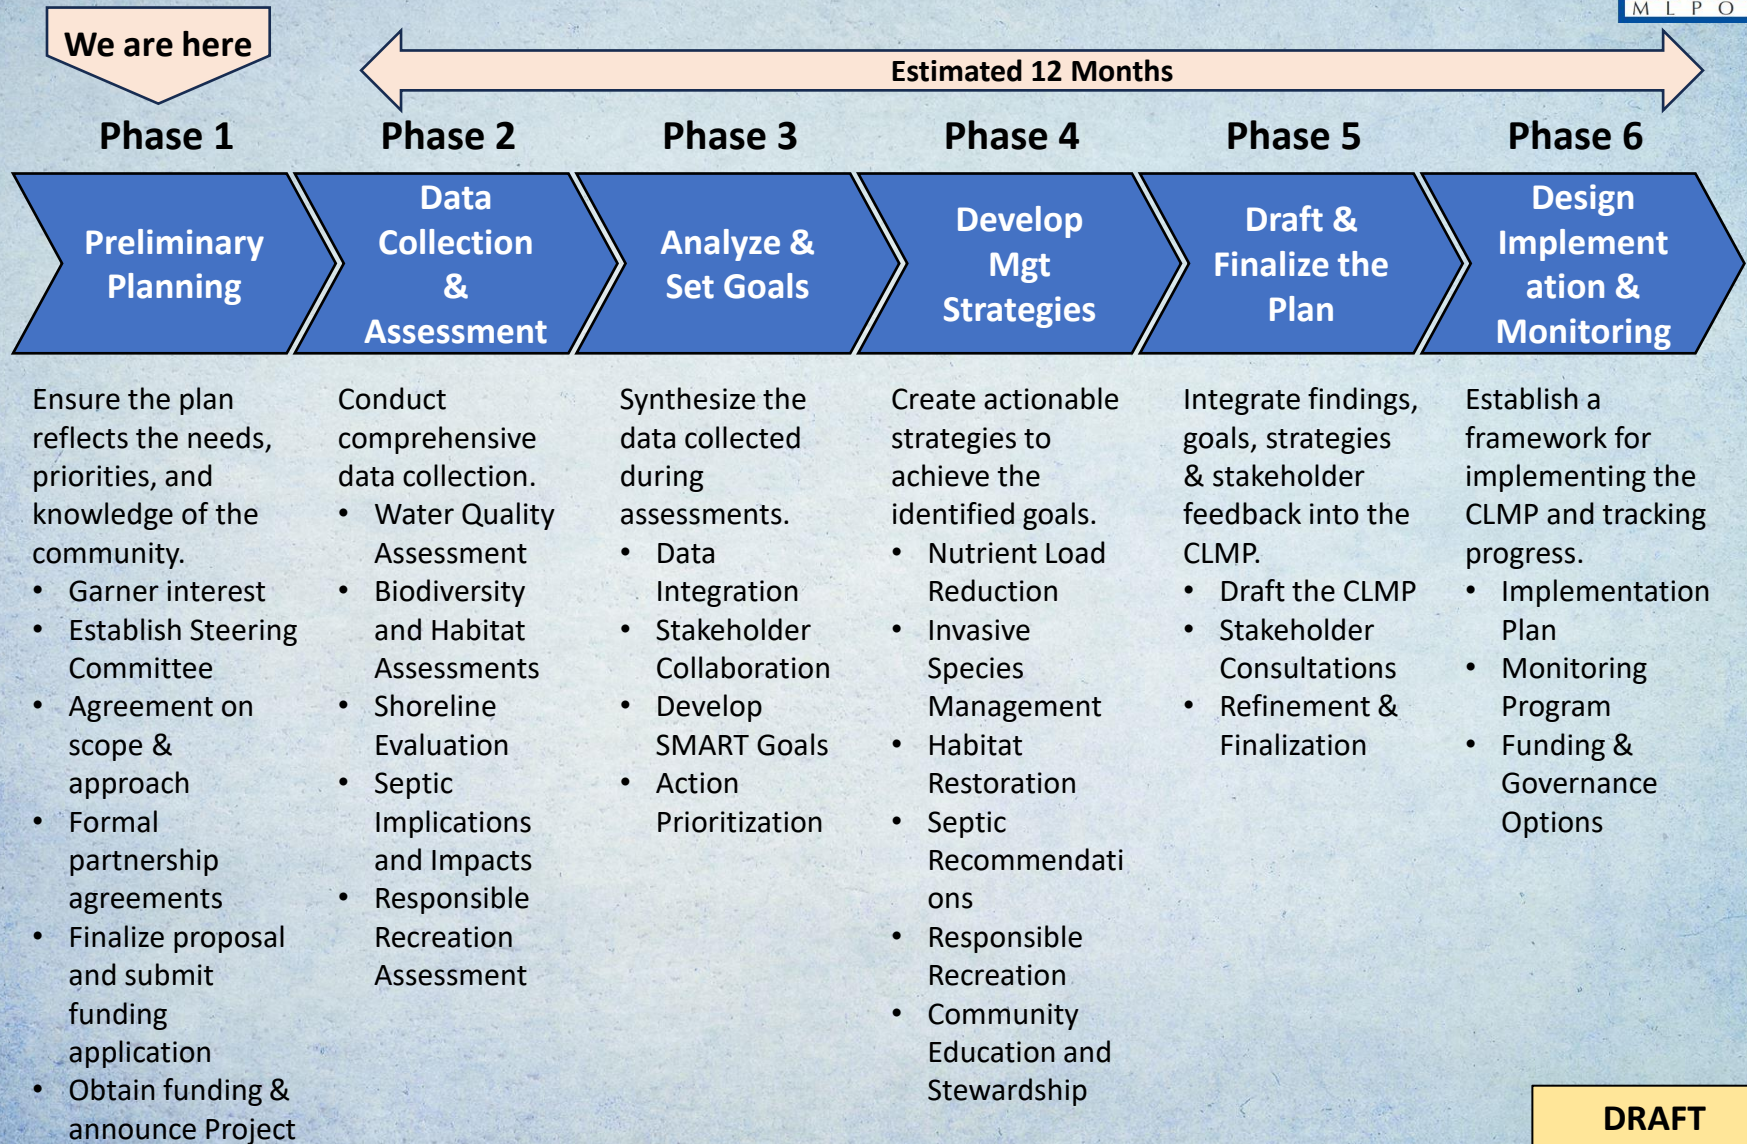 M L P O
We are here
Estimated 12 Months
Phase 1
Phase 2
Phase 3
Phase 4
Phase 5
Phase 6
Preliminary
Planning
Data
Collection
&
Assessment
Analyze &
Set Goals
Develop
Mgt
Strategies
Draft &
Finalize the
Plan
Design
Implement
ation &
Monitoring
Ensure the plan
reflects the needs,
priorities, and
knowledge of the
community.
• Garner interest
• Establish Steering
Committee
• Agreement on
scope &
approach
• Formal
partnership
agreements
• Finalize proposal
and submit
funding
application
• Obtain funding &
announce Project
Conduct
comprehensive
data collection.
• Water Quality
Assessment
• Biodiversity
and Habitat
Assessments
• Shoreline
Evaluation
• Septic
Implications
and Impacts
• Responsible
Recreation
Assessment
Synthesize the
data collected
during
assessments.
• Data
Integration
• Stakeholder
Collaboration
• Develop
SMART Goals
• Action
Prioritization
Create actionable
strategies to
achieve the
identified goals.
• Nutrient Load
Reduction
• Invasive
Species
Management
• Habitat
Restoration
• Septic
Recommendati
ons
• Responsible
Recreation
• Community
Education and
Stewardship
Integrate findings,
goals, strategies
& stakeholder
feedback into the
CLMP.
• Draft the CLMP
• Stakeholder
Consultations
• Refinement &
Finalization
Establish a
framework for
implementing the
CLMP and tracking
progress.
• Implementation
Plan
• Monitoring
Program
• Funding &
Governance
Options
DRAFT